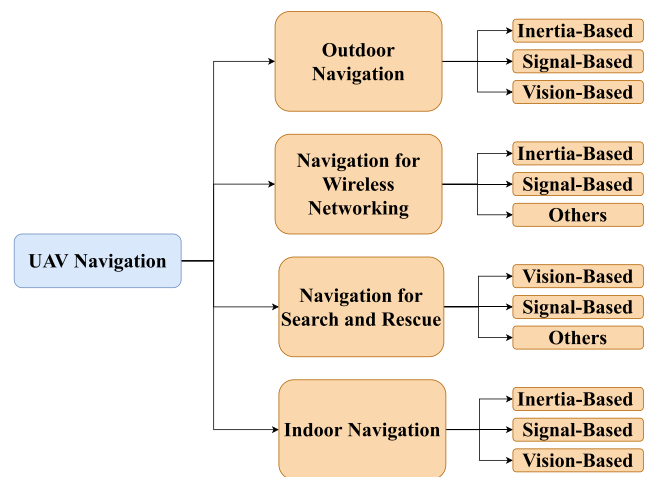 UAV Navigation
Outdoor
Navigation
Inertia-Based
Signal-Based
Vision-Based
Navigation for
Wireless
Networking
Inertia-Based
Signal-Based
Others
Navigation for
Search and Rescue
Vision-Based
Signal-Based
Others
Indoor Navigation
Inertia-Based
Signal-Based
Vision-Based